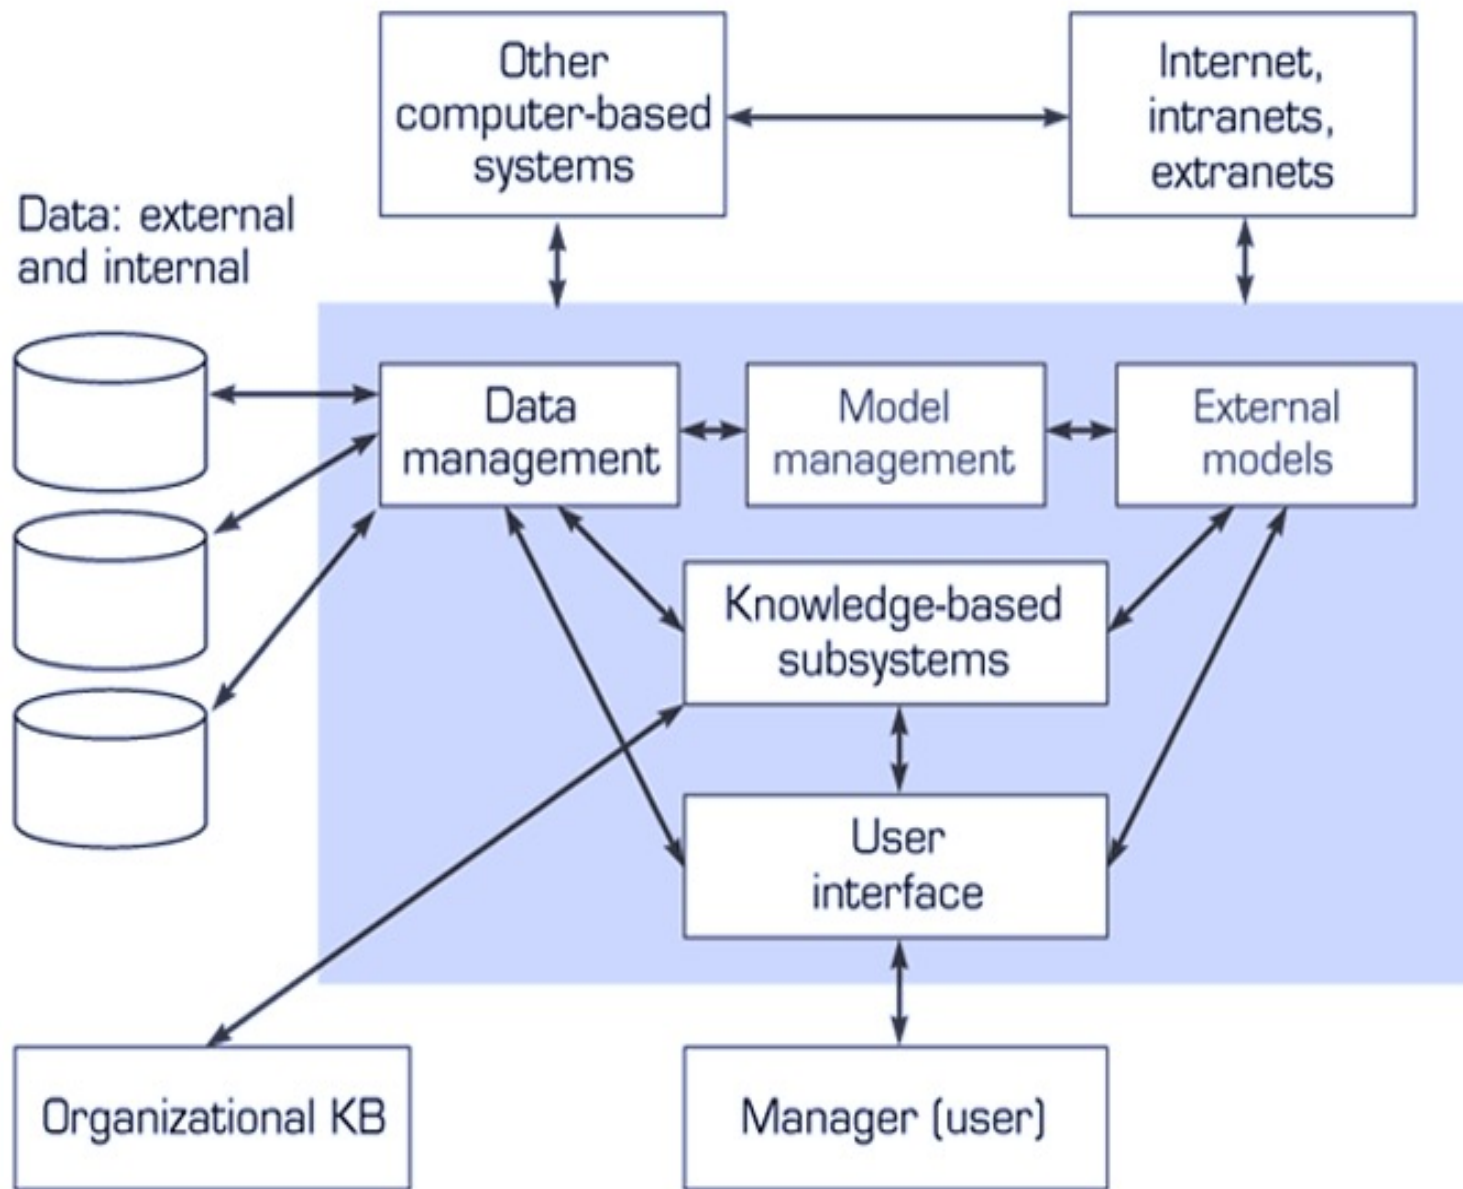 Other
computer-based
systems
Internet,
intranets,
extranets
Data: external
and internal
Data
management
Model
management
External
models
Knowledge-based
subsystems
User
interface
Organizational KB
Manager (user)